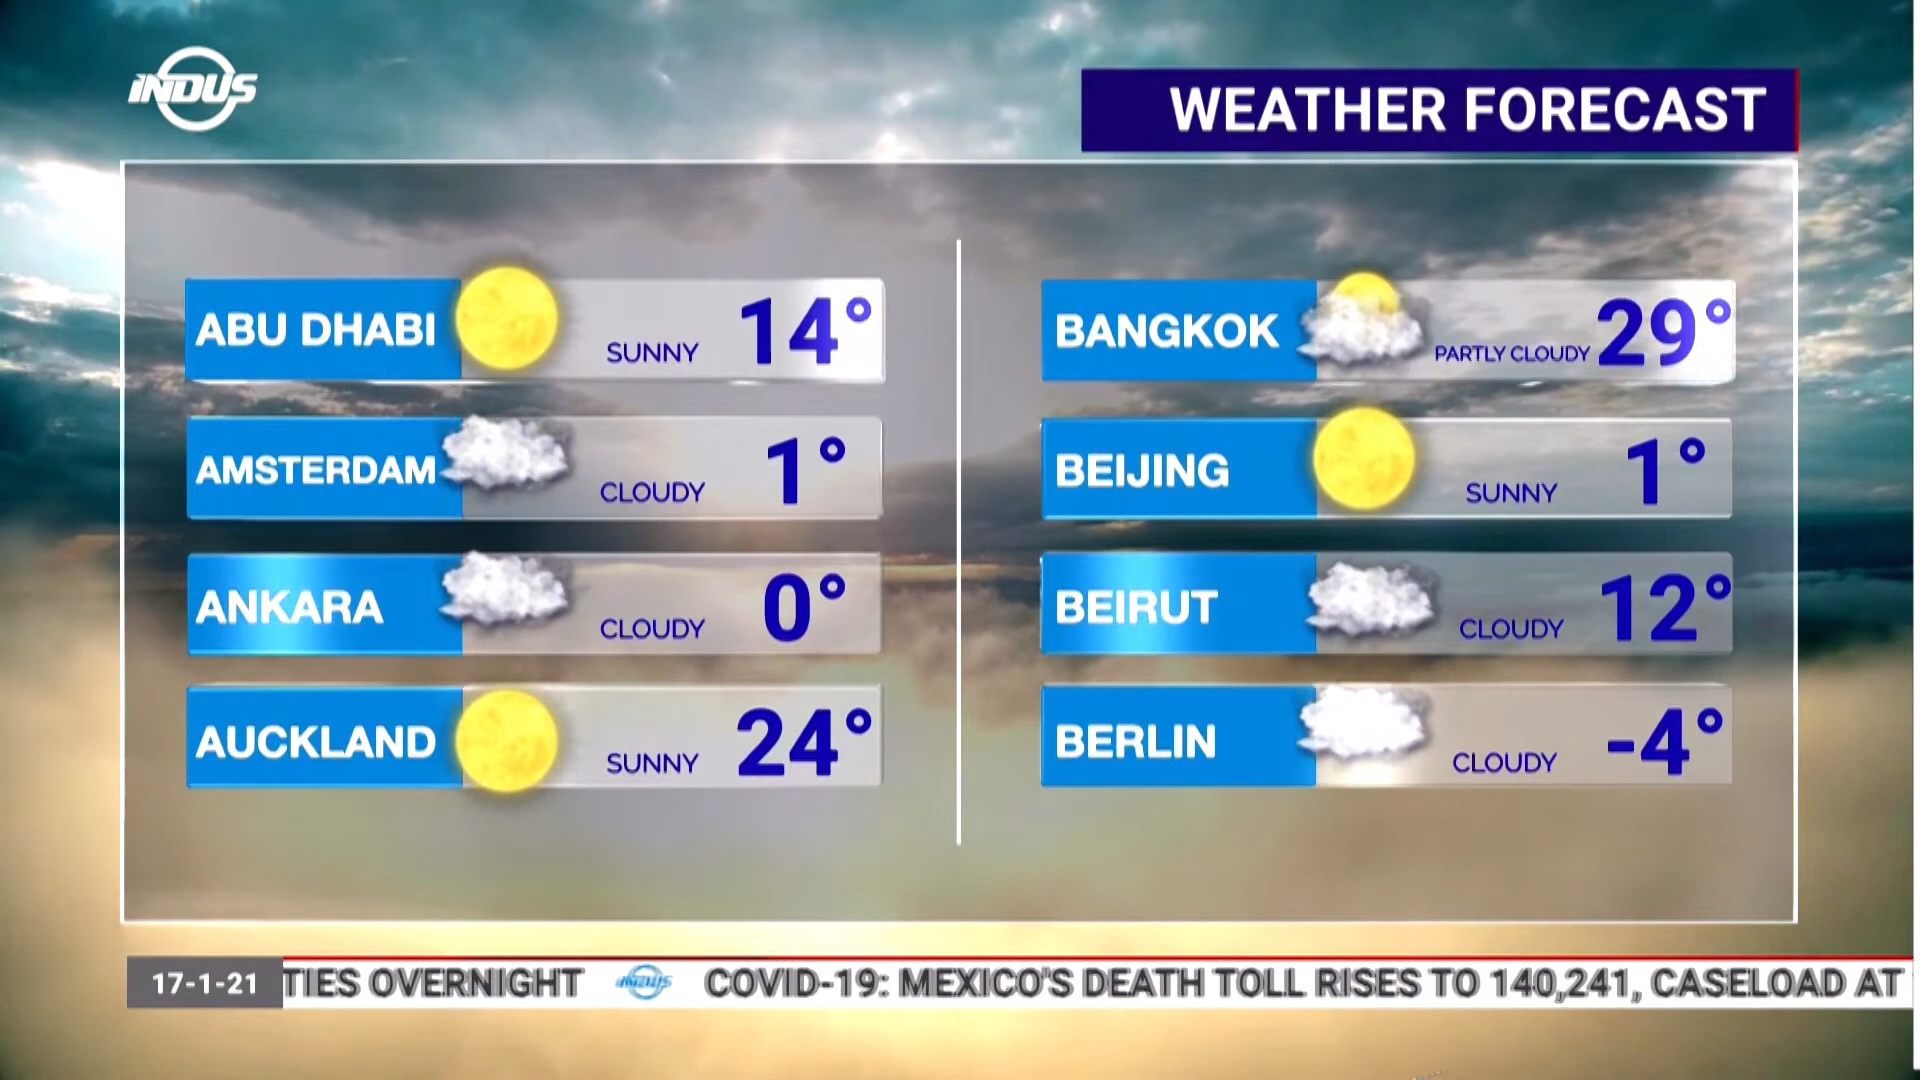 INDUS
WEATHER FORECAST
ABU DHABI SUNNY 14°
AMSTERDAM CLOUDY 1°
ANKARA CLOUDY 0°
AUCKLAND SUNNY 24°
BANGKOK PARTLY CLOUDY 29°
BEIJING SUNNY 1°
BEIRUT CLOUDY 12°
BERLIN CLOUDY -4°
17-1-21 TIES OVERNIGHT INDUS COVID-19: MEXICO'S DEATH TOLL RISES TO 140,241, CASELOAD AT